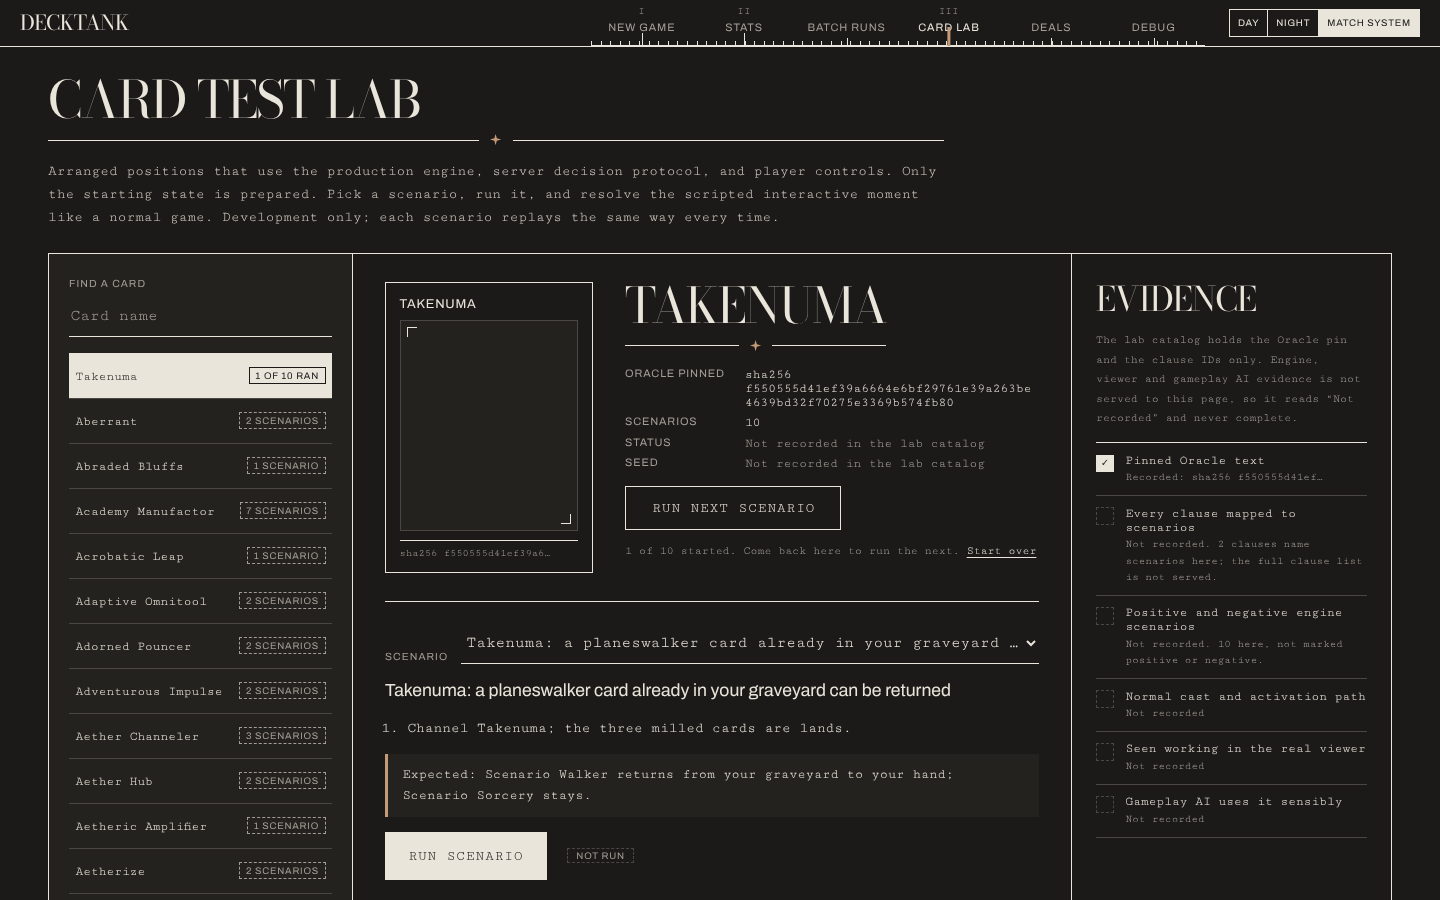 DECKTANK
I
NEW GAME
II
STATS
BATCH RUNS
III
CARD LAB
DEALS
DEBUG
DAY
NIGHT
MATCH SYSTEM
CARD TEST LAB
Arranged positions that use the production engine, server decision protocol, and player controls. Only
the starting state is prepared. Pick a scenario, run it, and resolve the scripted interactive moment
like a normal game. Development only; each scenario replays the same way every time.
FIND A CARD
Card name
Takenuma 1 OF 10 RAN
Aberrant 2 SCENARIOS
Abraded Bluffs 1 SCENARIO
Academy Manufactor 7 SCENARIOS
Acrobatic Leap 1 SCENARIO
Adaptive Omnitool 2 SCENARIOS
Adorned Pouncer 2 SCENARIOS
Adventurous Impulse 2 SCENARIOS
Aether Channeler 3 SCENARIOS
Aether Hub 2 SCENARIOS
Aetheric Amplifier 1 SCENARIO
Aetherize 2 SCENARIOS
TAKENUMA
sha256 f550555d41ef39a6…
TAKENUMA
ORACLE PINNED sha256
f550555d41ef39a6664e6bf29761e39a263be
4639bd32f70275e3369b574fb80
SCENARIOS 10
STATUS Not recorded in the lab catalog
SEED Not recorded in the lab catalog
RUN NEXT SCENARIO
1 of 10 started. Come back here to run the next. Start over
SCENARIO Takenuma: a planeswalker card already in your graveyard …
Takenuma: a planeswalker card already in your graveyard can be returned
1. Channel Takenuma; the three milled cards are lands.
Expected: Scenario Walker returns from your graveyard to your hand;
Scenario Sorcery stays.
RUN SCENARIO NOT RUN
EVIDENCE
The lab catalog holds the Oracle pin
and the clause IDs only. Engine,
viewer and gameplay AI evidence is not
served to this page, so it reads "Not
recorded" and never complete.
✓ Pinned Oracle text
Recorded: sha256 f550555d41ef…
Every clause mapped to
scenarios
Not recorded. 2 clauses name
scenarios here; the full clause list
is not served.
Positive and negative engine
scenarios
Not recorded. 10 here, not marked
positive or negative.
Normal cast and activation path
Not recorded
Seen working in the real viewer
Not recorded
Gameplay AI uses it sensibly
Not recorded